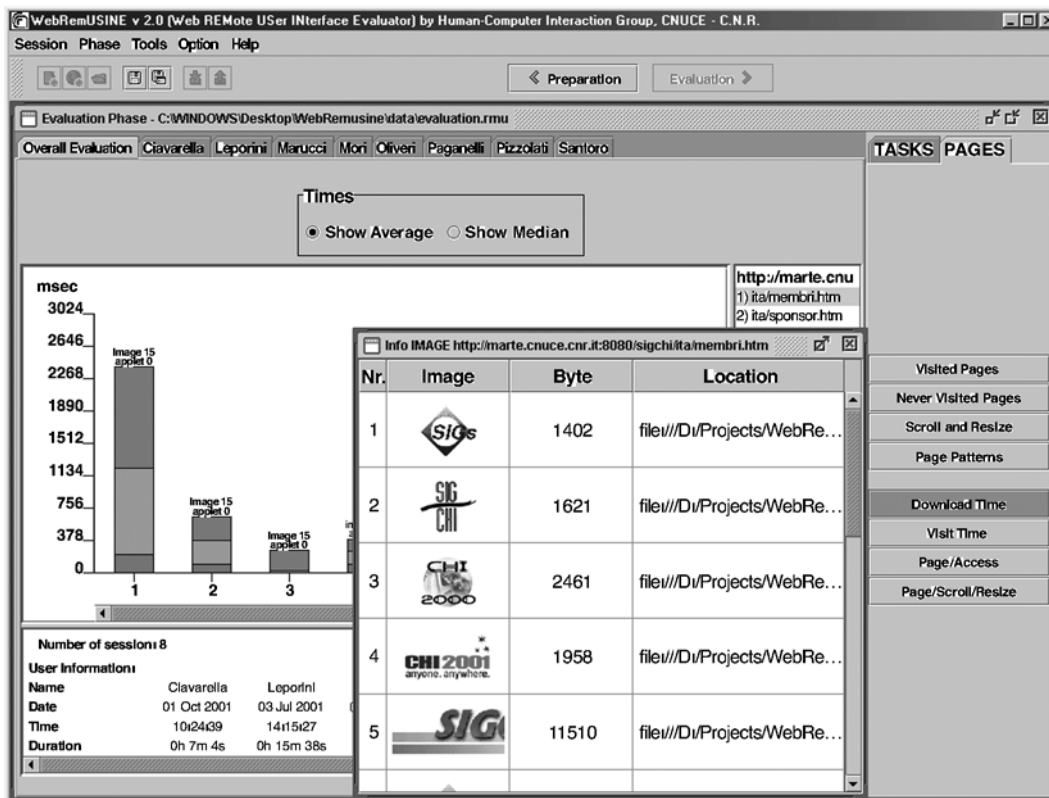 WebRemUSINE v 2.0 (Web REMote USer INterface Evaluator) by Human-Computer Interaction Group, CNUCE - C.N.R.
Session Phase Tools Option Help
Preparation
Evaluation
Evaluation Phase - C:\WINDOWS\Desktop\WebRemusine\data\evaluation.rmu
Overall Evaluation Ciavarella Leporini Marucci Mori Oliveri Paganelli Pizzolati Santoro
TASKS PAGES
Times
Show Average Show Median
msec
3024
2646
2268
1890
1512
1134
756
378
0
Image 15
applet 0
Image 15
applet 0
Image 15
applet 0
1 2 3
http://marte.cnu
1) ita/membri.htm
2) ita/sponsor.htm
Info IMAGE http://marte.cnuce.cnr.it:8080/sigchi/ita/membri.htm
Nr. Image Byte Location
1 SIGs 1402 file:///D:/Projects/WebRe...
2 SIG CHI 1621 file:///D:/Projects/WebRe...
3 CHI 2000 2461 file:///D:/Projects/WebRe...
4 CHI 2001 anyone. anywhere. 1958 file:///D:/Projects/WebRe...
5 SIG 11510 file:///D:/Projects/WebRe...
Visited Pages
Never Visited Pages
Scroll and Resize
Page Patterns
Download Time
Visit Time
Page/Access
Page/Scroll/Resize
Number of session: 8
User Information:
Name Ciavarella Leporini
Date 01 Oct 2001 03 Jul 2001
Time 10:24:39 14:15:27
Duration 0h 7m 4s 0h 15m 38s